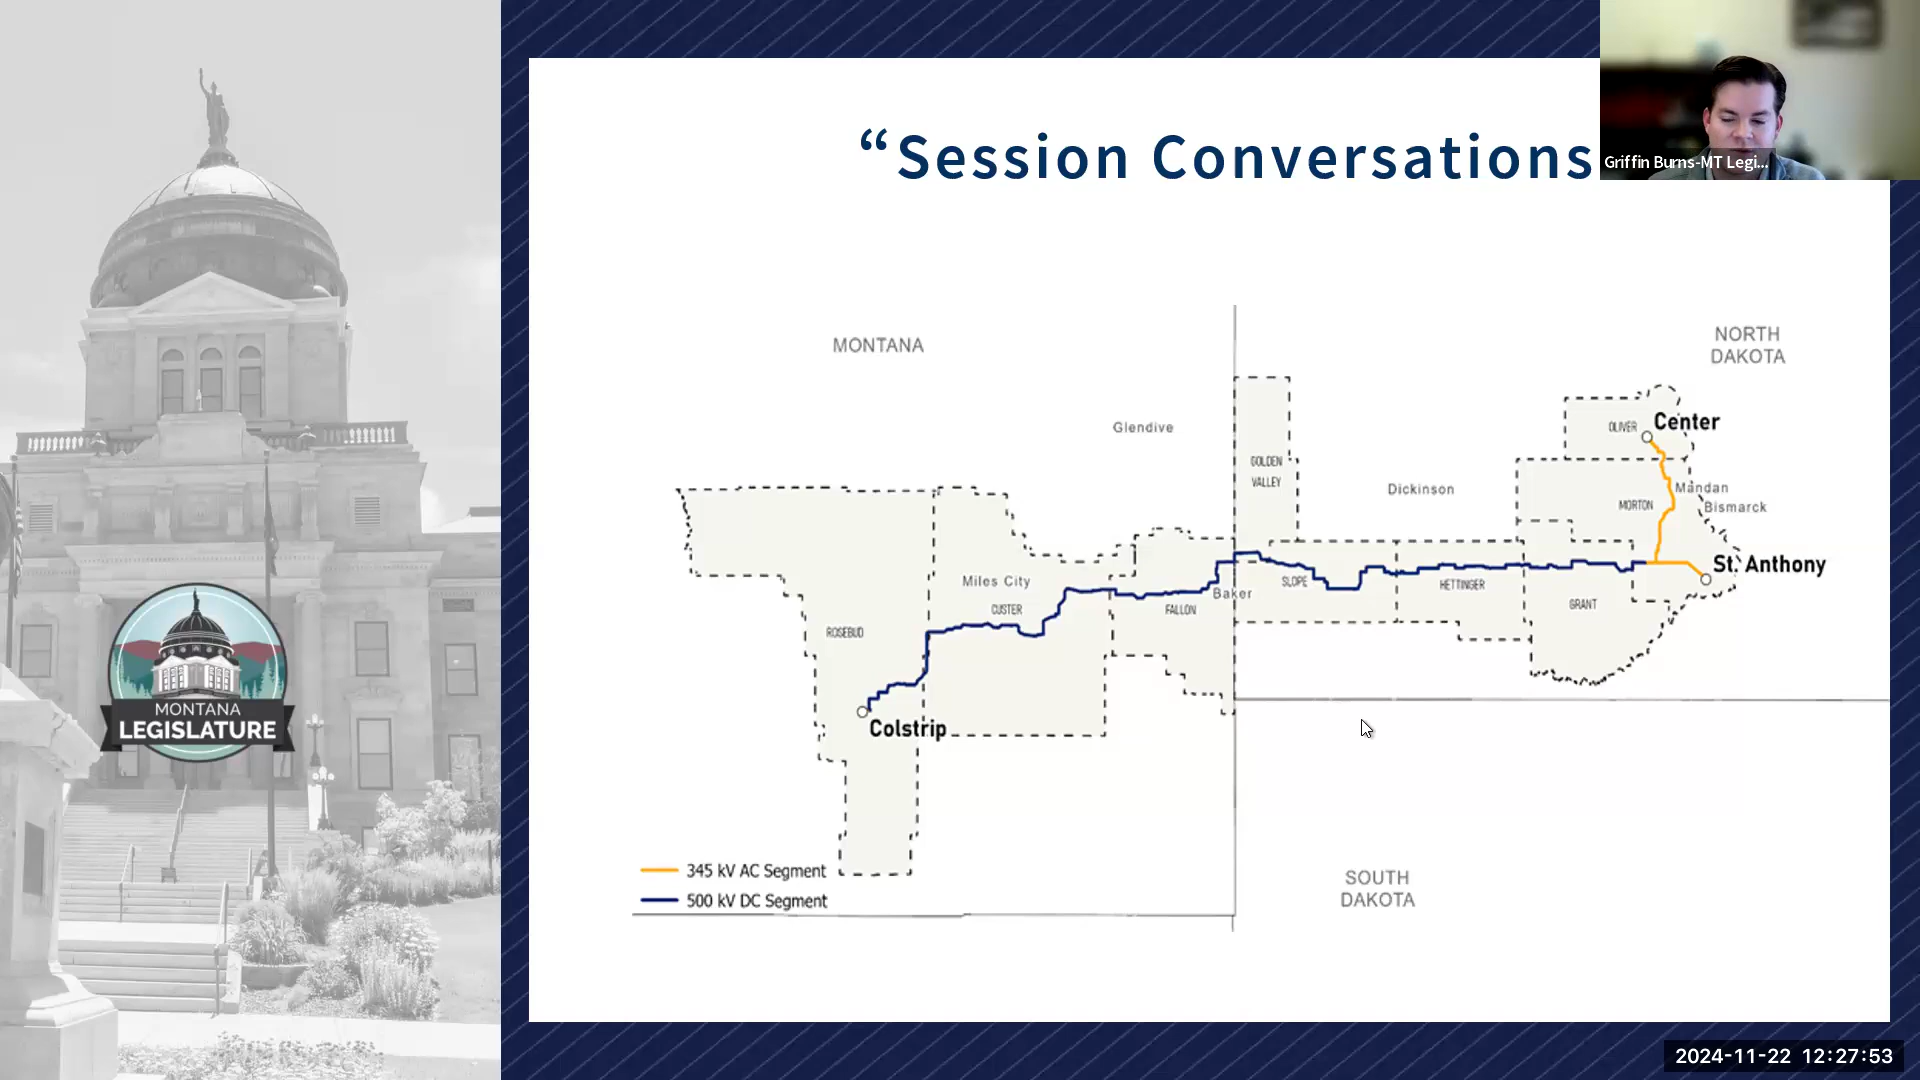 “Session Conversations
Griffin Burns-MT Legi...
MONTANA
NORTH
DAKOTA
Glendive
OLIVER
Center
GOLDEN
VALLEY
Dickinson
Mandan
MORTON
Bismarck
St. Anthony
Miles City
CUSTER
SLOPE
HETTINGER
Baker
FALLON
GRANT
ROSEBUD
Colstrip
MONTANA
LEGISLATURE
345 kV AC Segment
500 kV DC Segment
SOUTH
DAKOTA
2024-11-22 12:27:53